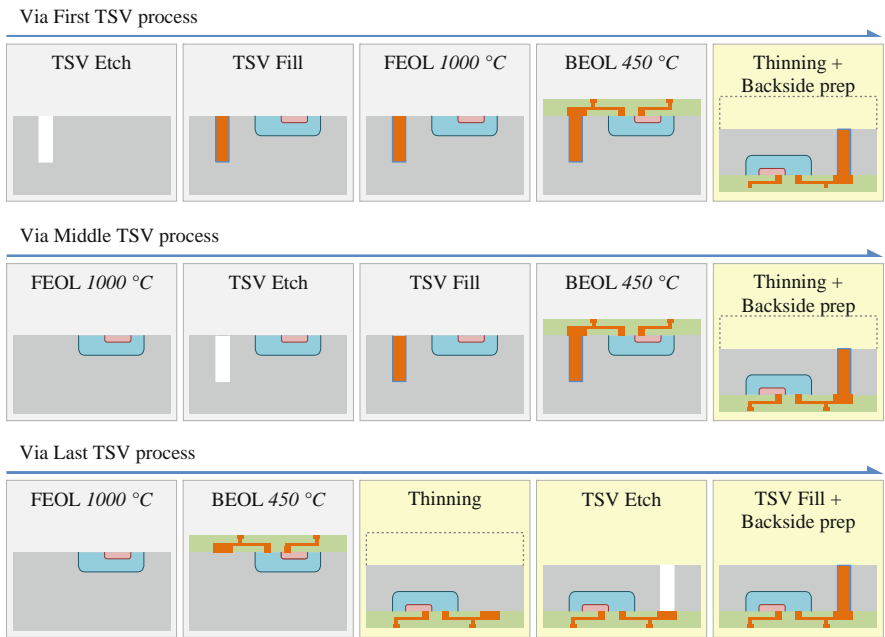 Via First TSV process
TSV Etch
TSV Fill
FEOL 1000 °C
BEOL 450 °C
Thinning +
Backside prep
Via Middle TSV process
FEOL 1000 °C
TSV Etch
TSV Fill
BEOL 450 °C
Thinning +
Backside prep
Via Last TSV process
FEOL 1000 °C
BEOL 450 °C
Thinning
TSV Etch
TSV Fill +
Backside prep